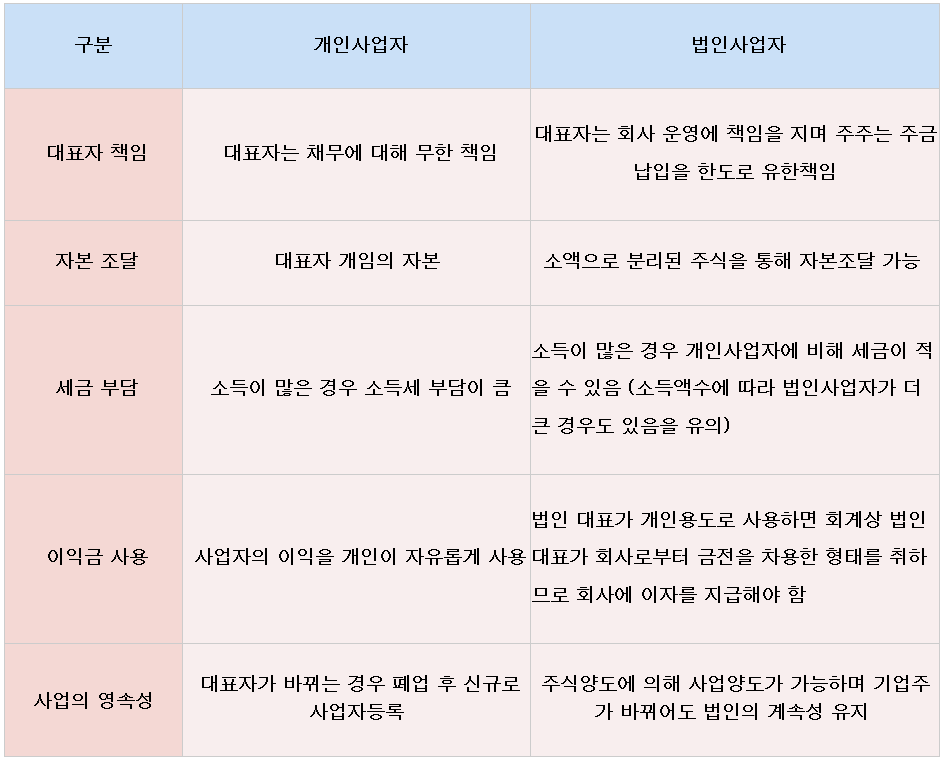 구분
개인사업자
법인사업자
대표자 책임
대표자는 채무에 대해 무한 책임
대표자는 회사 운영에 책임을 지며 주주는 주금
납입을 한도로 유한책임
자본 조달
대표자 개임의 자본
소액으로 분리된 주식을 통해 자본조달 가능
세금 부담
소득이 많은 경우 소득세 부담이 큼
소득이 많은 경우 개인사업자에 비해 세금이 적
을 수 있음 (소득액수에 따라 법인사업자가 더
큰 경우도 있음을 유의)
이익금 사용
사업자의 이익을 개인이 자유롭게 사용
법인 대표가 개인용도로 사용하면 회계상 법인
대표가 회사로부터 금전을 차용한 형태를 취하
므로 회사에 이자를 지급해야 함
사업의 영속성
대표자가 바뀌는 경우 폐업 후 신규로
사업자등록
주식양도에 의해 사업양도가 가능하며 기업주
가 바뀌어도 법인의 계속성 유지